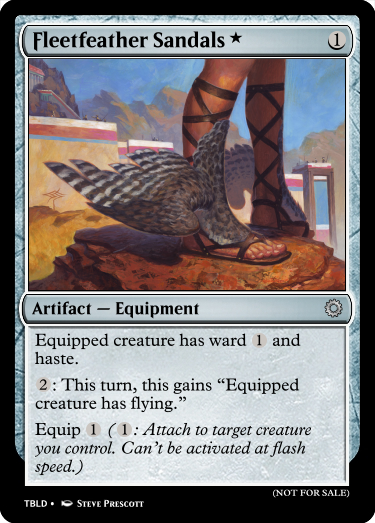 Fleetfeather Sandals★ 1
Artifact — Equipment
Equipped creature has ward 1 and
haste.
2: This turn, this gains “Equipped
creature has flying.”
Equip 1 (1: Attach to target creature
you control. Can’t be activated at flash
speed.)
(NOT FOR SALE)
TBLD • Steve Prescott